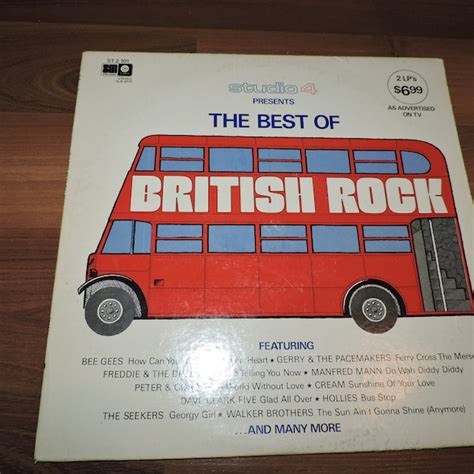 ST 2 101
studio 4
PRESENTS
2 LP's
$6.99
AS ADVERTISED
ON TV
THE BEST OF
BRITISH ROCK
FEATURING
BEE GEES How Can You Heart • GERRY & THE PACEMAKERS Ferry Cross The Merse
FREDDIE & THE Telling You Now • MANFRED MANN Do Wah Diddy Diddy
PETER & World Without Love • CREAM Sunshine Of Your Love
DAVE CLARK FIVE Glad All Over • HOLLIES Bus Stop
THE SEEKERS Georgy Girl • WALKER BROTHERS The Sun Ain't Gonna Shine (Anymore)
...AND MANY MORE